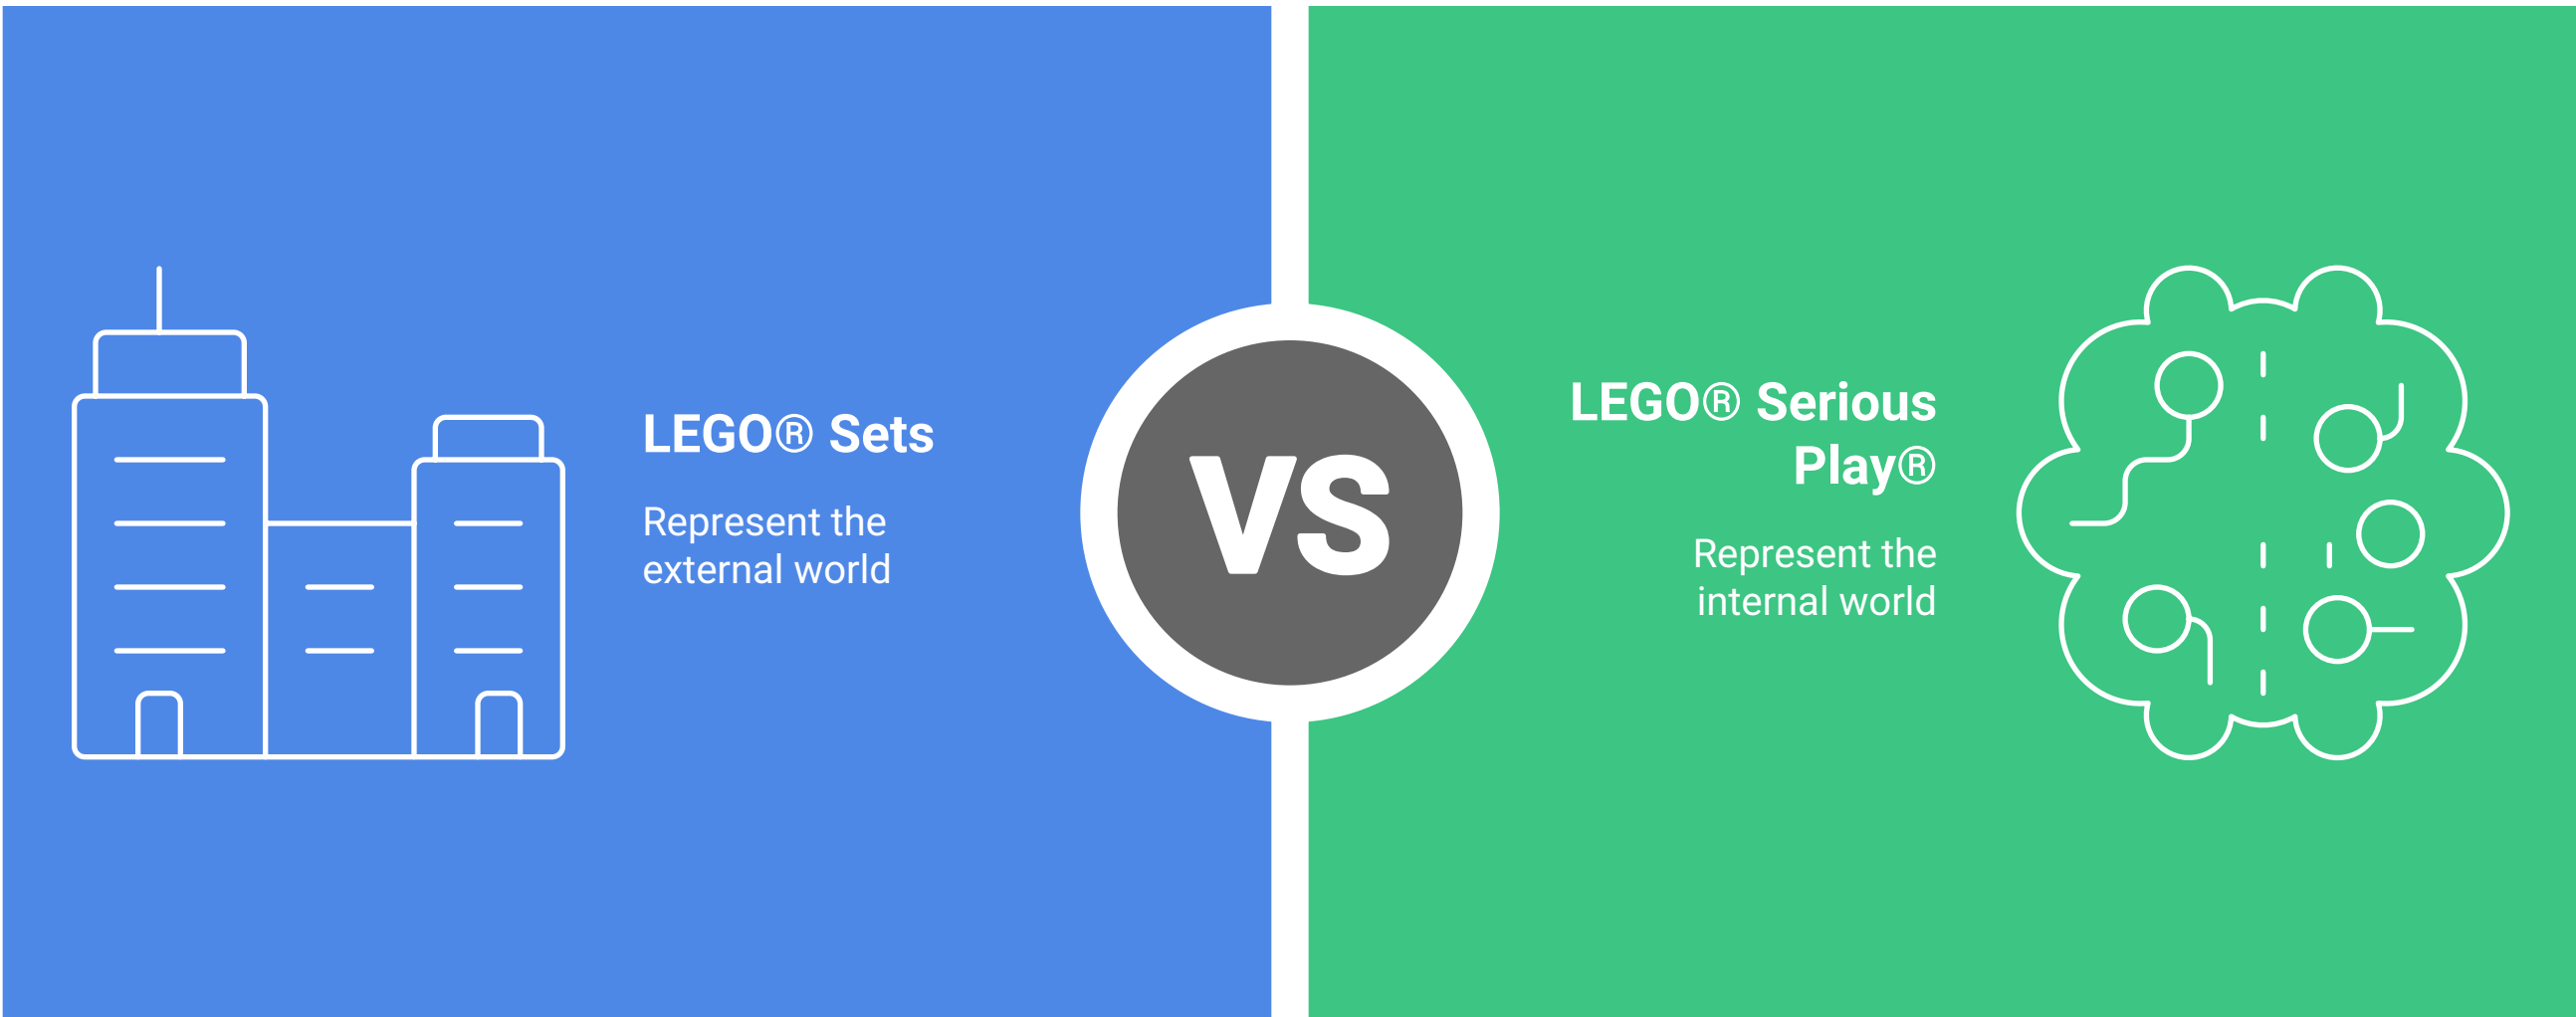 LEGO® Sets
Represent the
external world
VS
LEGO® Serious
Play®
Represent the
internal world